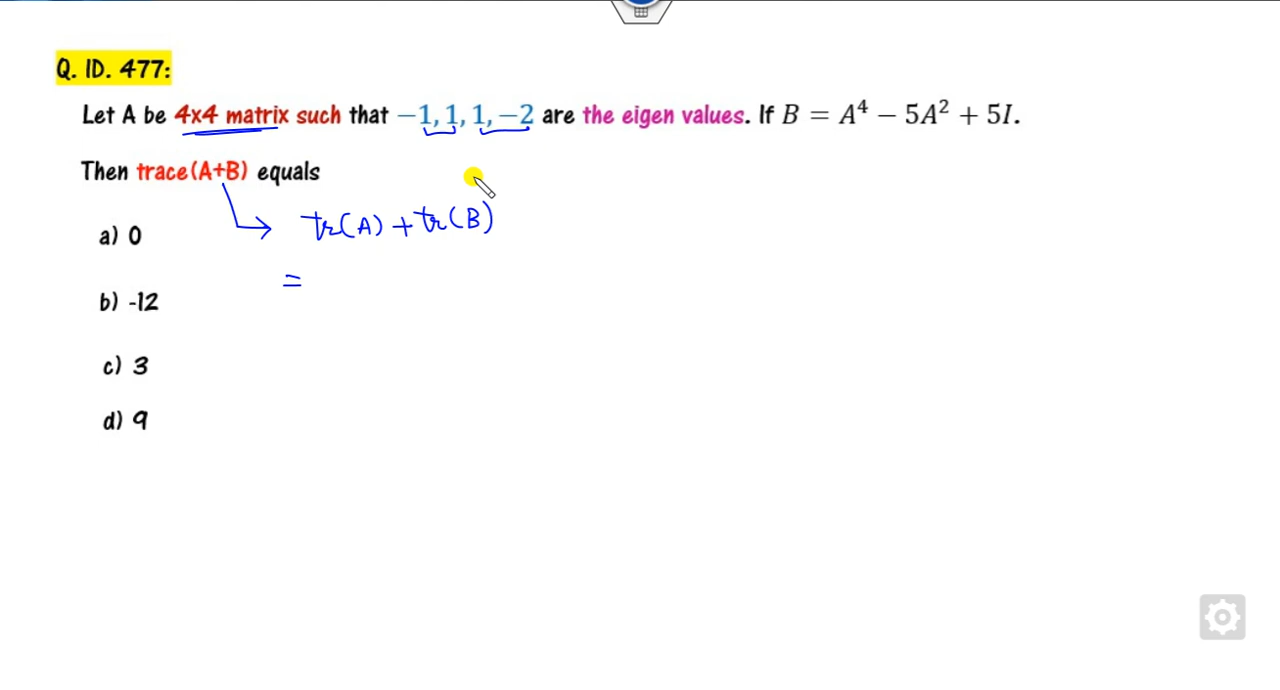 Q. ID. 477:
Let A be 4x4 matrix such that −1, 1, 1, −2 are the eigen values. If B = A⁴ − 5A² + 5I.
Then trace(A+B) equals
tr(A) + tr(B)
a) 0
=
b) -12
c) 3
d) 9